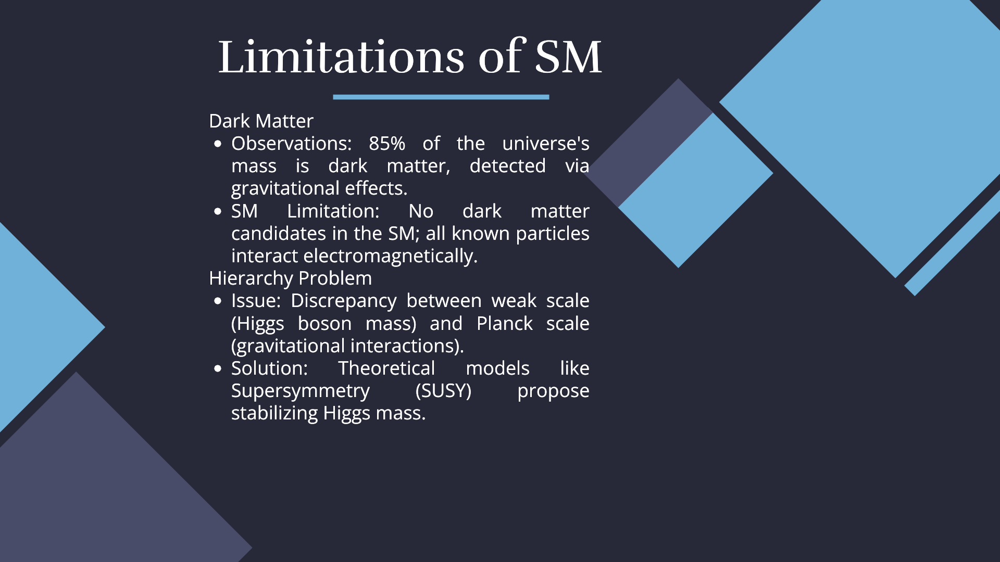 Limitations of SM
Dark Matter
• Observations: 85% of the universe's
mass is dark matter, detected via
gravitational effects.
• SM Limitation: No dark matter
candidates in the SM; all known particles
interact electromagnetically.
Hierarchy Problem
• Issue: Discrepancy between weak scale
(Higgs boson mass) and Planck scale
(gravitational interactions).
• Solution: Theoretical models like
Supersymmetry (SUSY) propose
stabilizing Higgs mass.